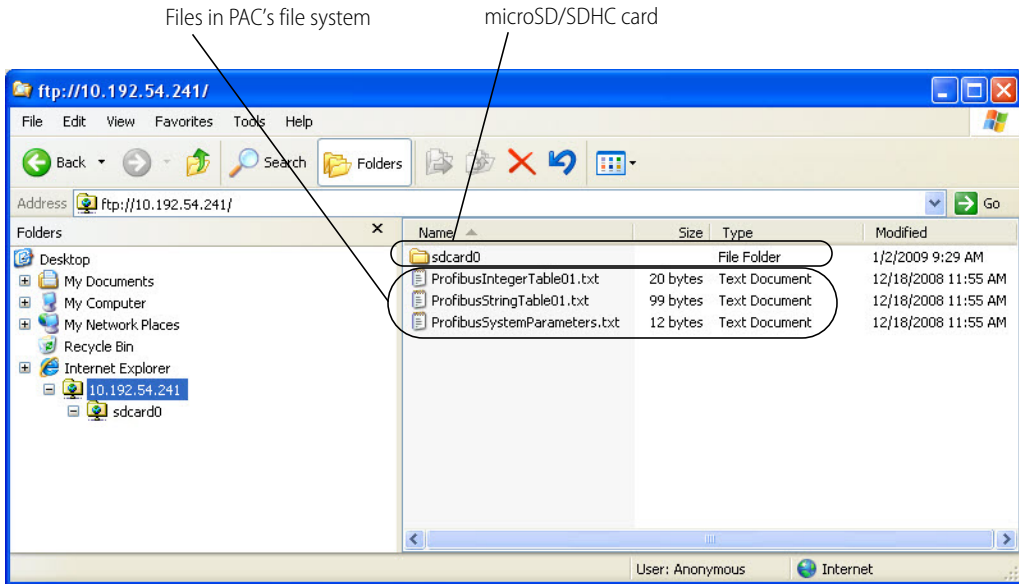 Files in PAC's file system
microSD/SDHC card
ftp://10.192.54.241/
File Edit View Favorites Tools Help
Back Search Folders
Address ftp://10.192.54.241/ Go
Folders x Name Size Type Modified
Desktop
My Documents
My Computer
My Network Places
Recycle Bin
Internet Explorer
10.192.54.241
sdcard0
sdcard0 File Folder 1/2/2009 9:29 AM
ProfibusIntegerTable01.txt 20 bytes Text Document 12/18/2008 11:55 AM
ProfibusStringTable01.txt 99 bytes Text Document 12/18/2008 11:55 AM
ProfibusSystemParameters.txt 12 bytes Text Document 12/18/2008 11:55 AM
User: Anonymous Internet